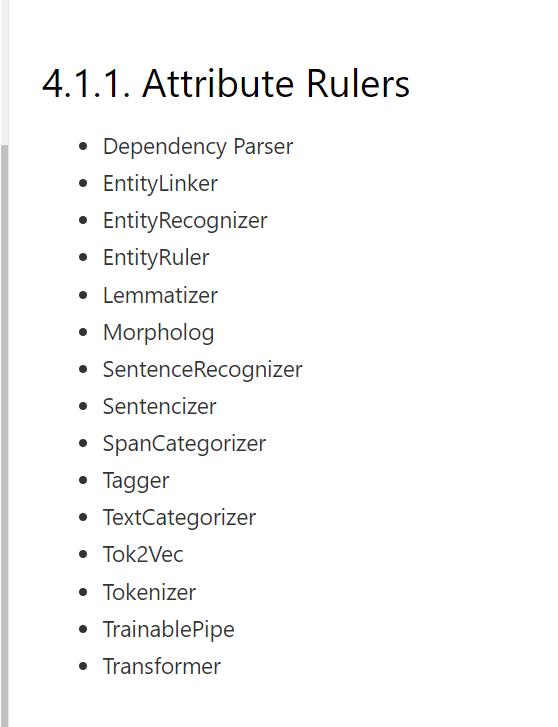 4.1.1. Attribute Rulers
• Dependency Parser
• EntityLinker
• EntityRecognizer
• EntityRuler
• Lemmatizer
• Morpholog
• SentenceRecognizer
• Sentencizer
• SpanCategorizer
• Tagger
• TextCategorizer
• Tok2Vec
• Tokenizer
• TrainablePipe
• Transformer